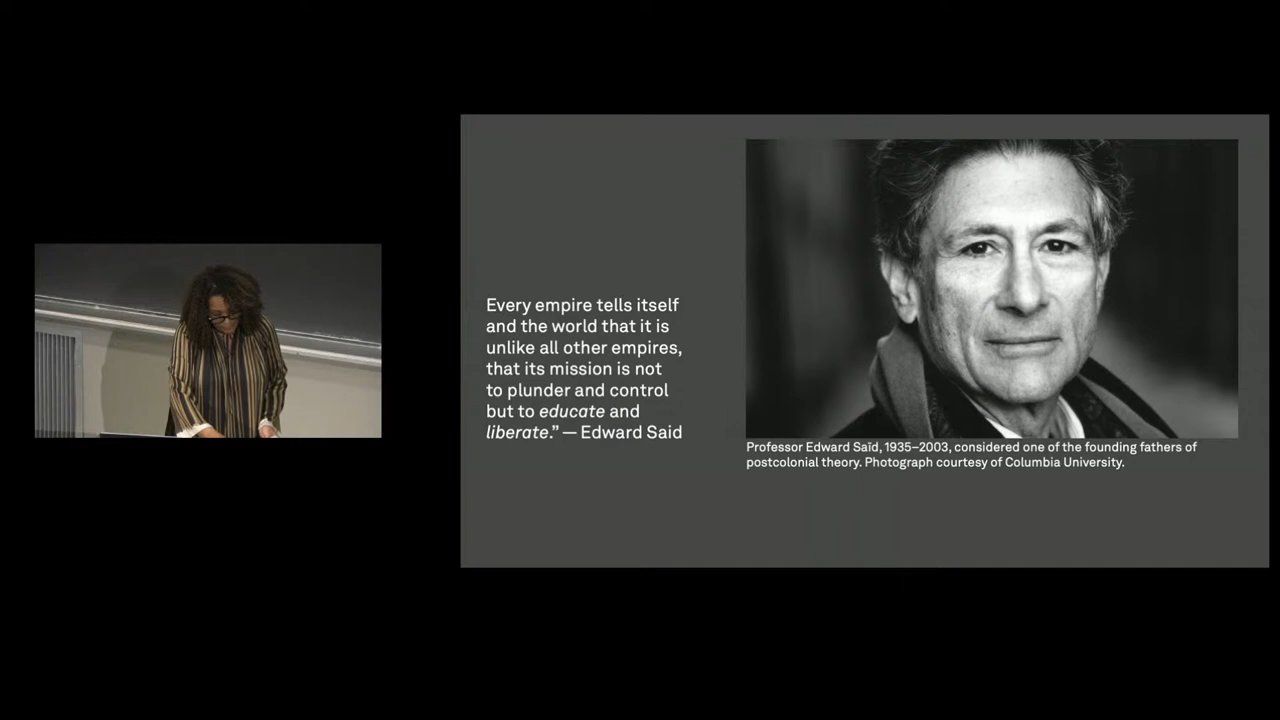 Every empire tells itself
and the world that it is
unlike all other empires,
that its mission is not
to plunder and control
but to educate and
liberate.” — Edward Said
Professor Edward Saïd, 1935–2003, considered one of the founding fathers of
postcolonial theory. Photograph courtesy of Columbia University.